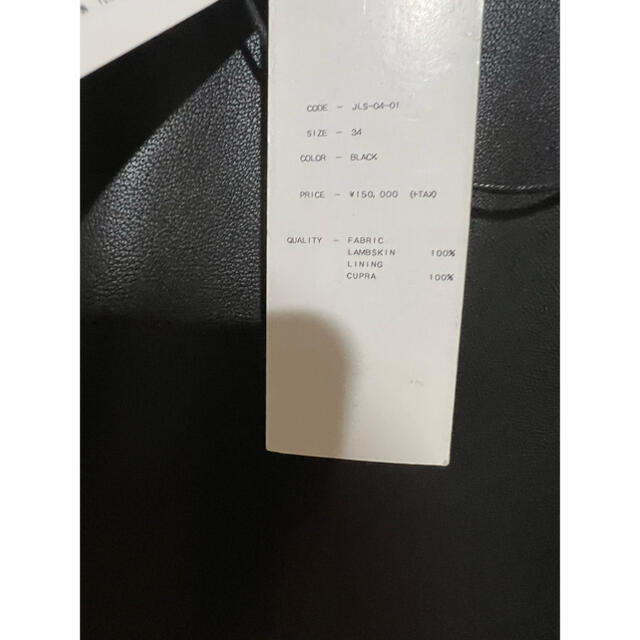 CODE - JLS-04-01
SIZE - 34
COLOR - BLACK
PRICE - ¥150,000 (+TAX)
QUALITY - FABRIC
LAMBSKIN 100%
LINING
CUPRA 100%